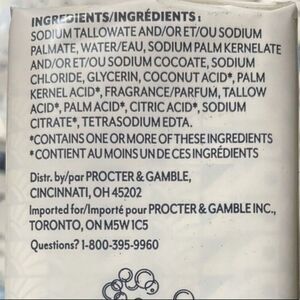 INGREDIENTS/INGRÉDIENTS:
SODIUM TALLOWATE AND/OR ET/OU SODIUM
PALMATE, WATER/EAU, SODIUM PALM KERNELATE
AND/OR ET/OU SODIUM COCOATE, SODIUM
CHLORIDE, GLYCERIN, COCONUT ACID*, PALM
KERNEL ACID*, FRAGRANCE/PARFUM, TALLOW
ACID*, PALM ACID*, CITRIC ACID*, SODIUM
CITRATE*, TETRASODIUM EDTA.
*CONTAINS ONE OR MORE OF THESE INGREDIENTS
*CONTIENT AU MOINS UN DE CES INGRÉDIENTS
Distr. by/par PROCTER & GAMBLE,
CINCINNATI, OH 45202
Imported for/Importé pour PROCTER & GAMBLE INC.,
TORONTO, ON M5W 1C5
Questions? 1-800-395-9960